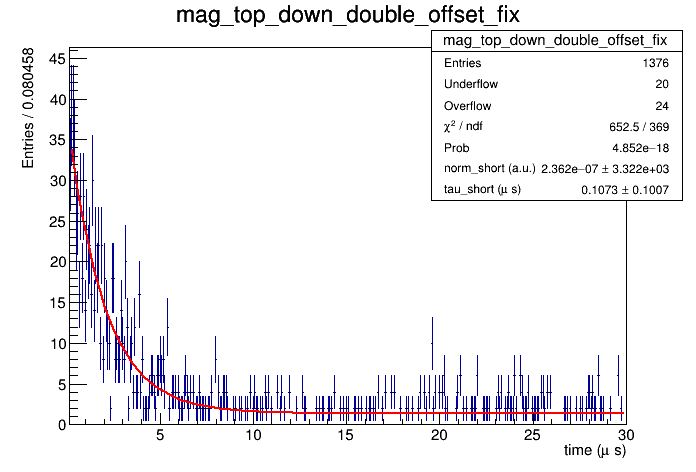 mag_top_down_double_offset_fix
mag_top_down_double_offset_fix
Entries 1376
Underflow 20
Overflow 24
χ² / ndf 652.5 / 369
Prob 4.852e−18
norm_short (a.u.) 2.362e−07 ± 3.322e+03
tau_short (μ s) 0.1073 ± 0.1007
Entries / 0.080458
45
40
35
30
25
20
15
10
5
0
5 10 15 20 25 30
time (μ s)